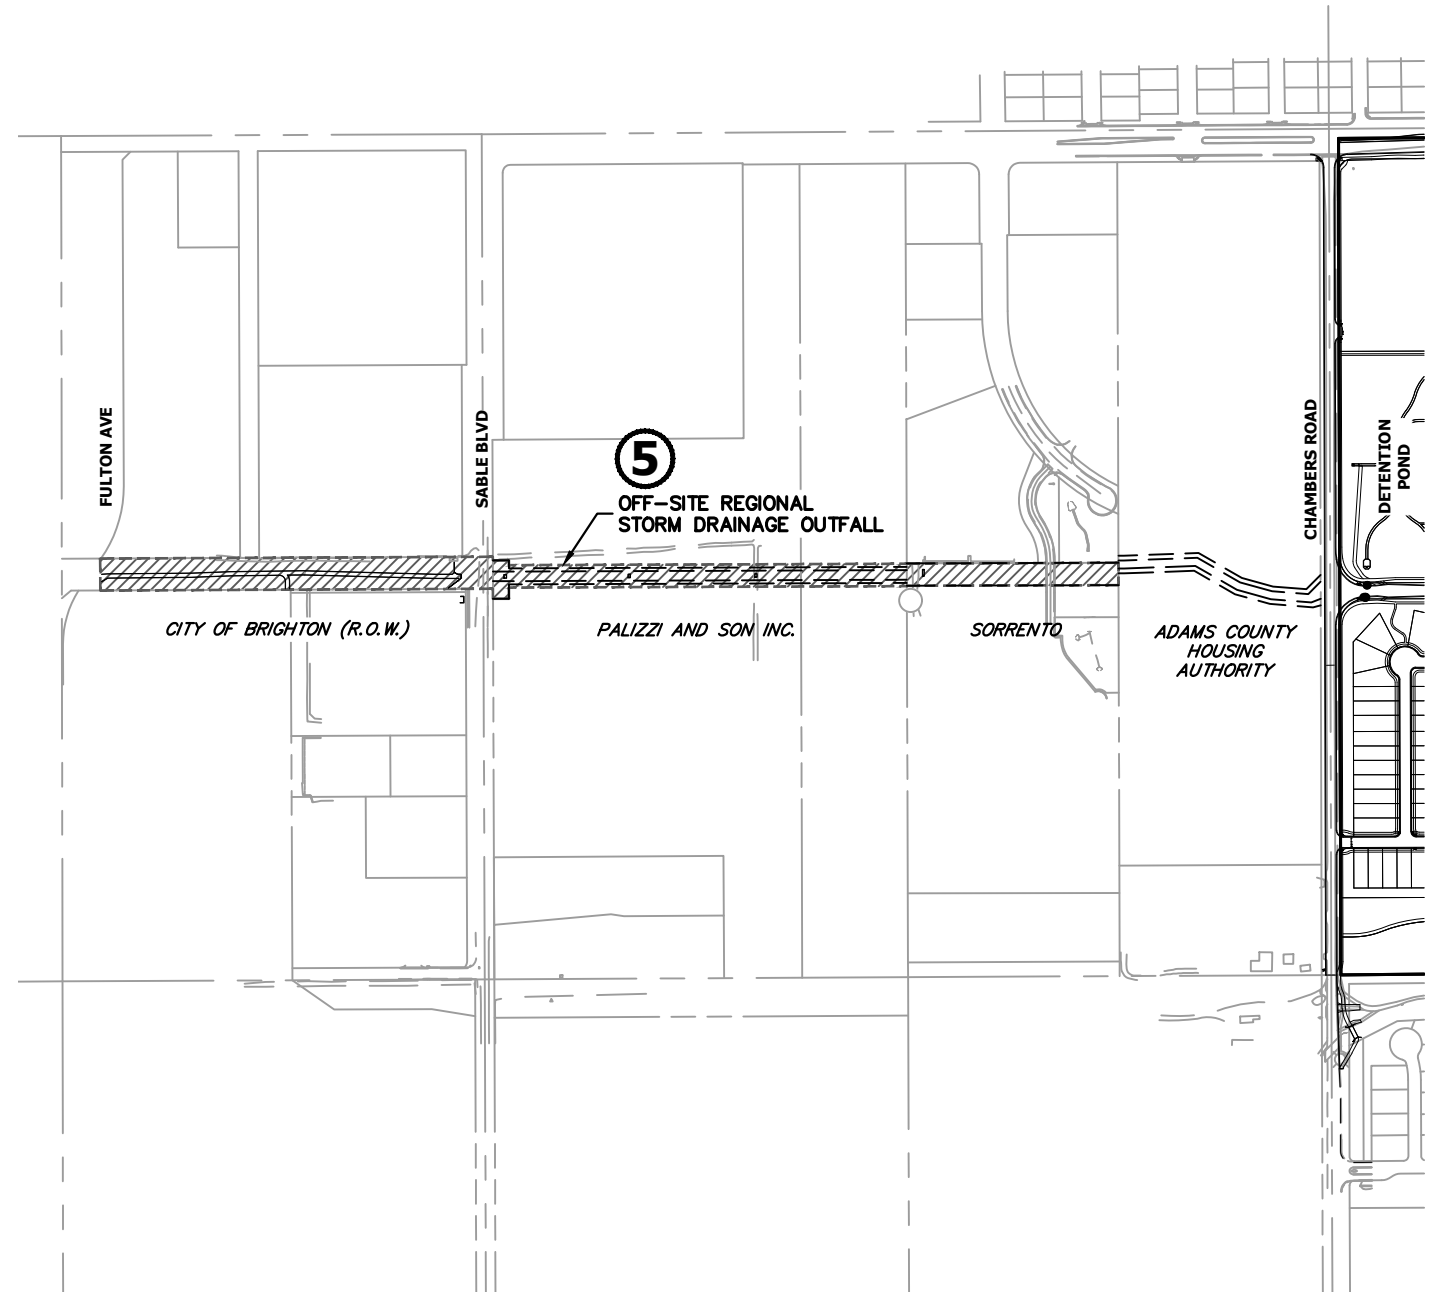 FULTON AVE
SABLE BLVD
5
OFF-SITE REGIONAL
STORM DRAINAGE OUTFALL
CHAMBERS ROAD
DETENTION
POND
CITY OF BRIGHTON (R.O.W.)
PALIZZI AND SON INC.
SORRENTO
ADAMS COUNTY
HOUSING
AUTHORITY